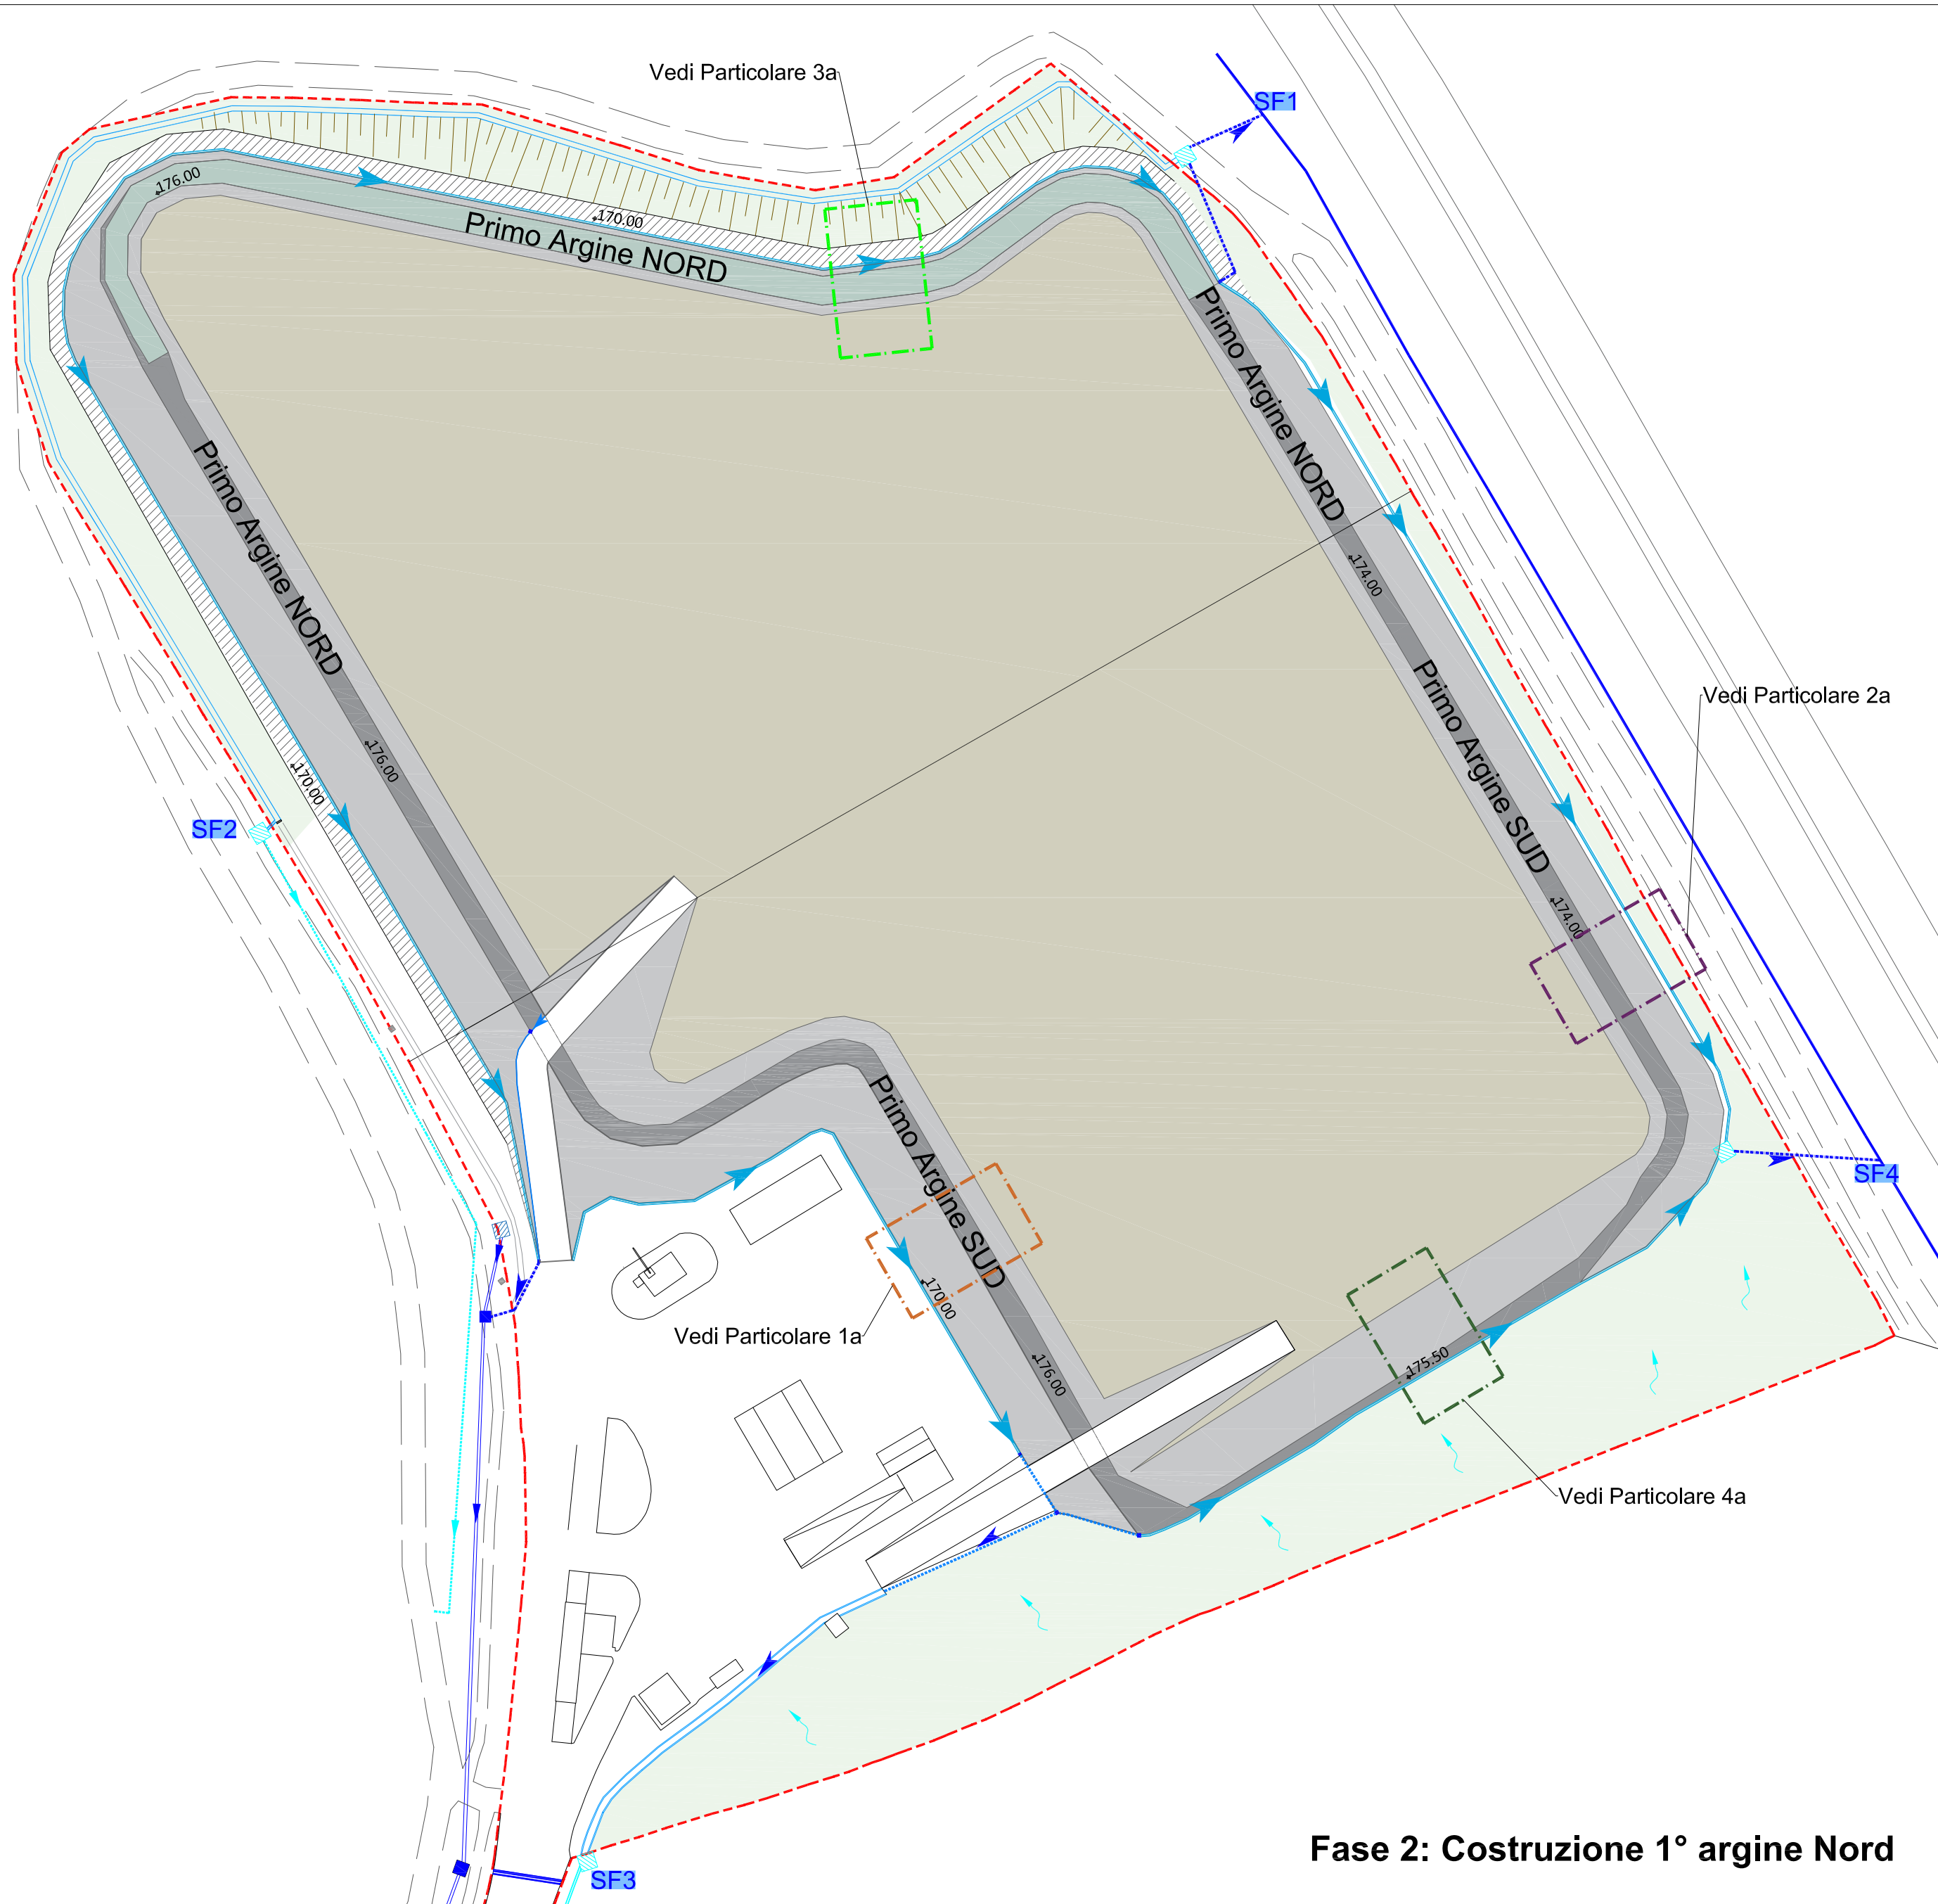 Vedi Particolare 3a
SF1
176.00
170.00
Primo Argine NORD
Primo Argine NORD
Primo Argine NORD
174.00
Primo Argine SUD
Vedi Particolare 2a
176.00
170.00
SF2
174.00
Primo Argine SUD
SF4
170.00
Vedi Particolare 1a
176.00
175.50
Vedi Particolare 4a
Fase 2: Costruzione 1° argine Nord
SF3